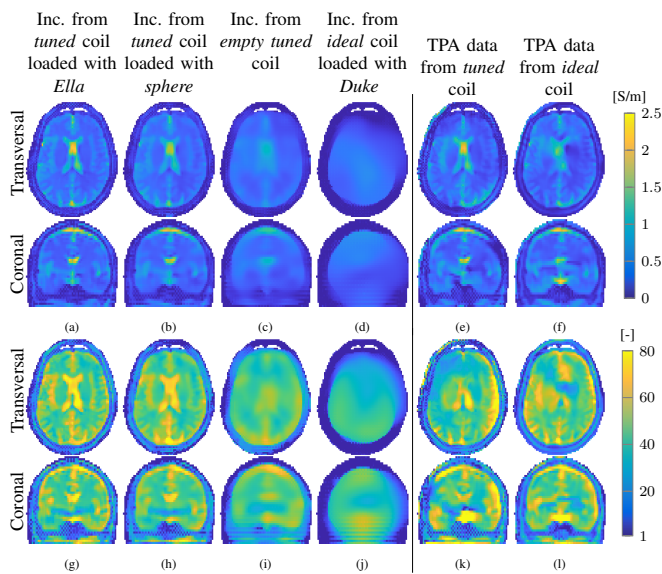 Inc. from
tuned coil
loaded with
Ella
Inc. from
tuned coil
loaded with
sphere
Inc. from
empty tuned
coil
Inc. from
ideal coil
loaded with
Duke
TPA data
from tuned
coil
TPA data
from ideal
coil
[S/m]
Transversal
2.5
2
1.5
1
0.5
0
Coronal
(a)
(b)
(c)
(d)
(e)
(f)
[-]
Transversal
80
60
40
20
1
Coronal
(g)
(h)
(i)
(j)
(k)
(l)